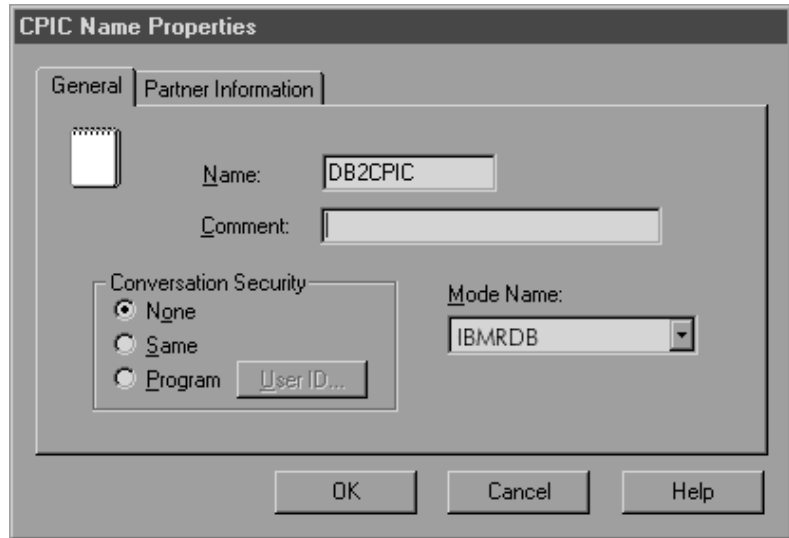 CPIC Name Properties
General Partner Information
Name: DB2CPIC
Comment:
Conversation Security
None
Same
Program User ID...
Mode Name:
IBMRDB
OK Cancel Help